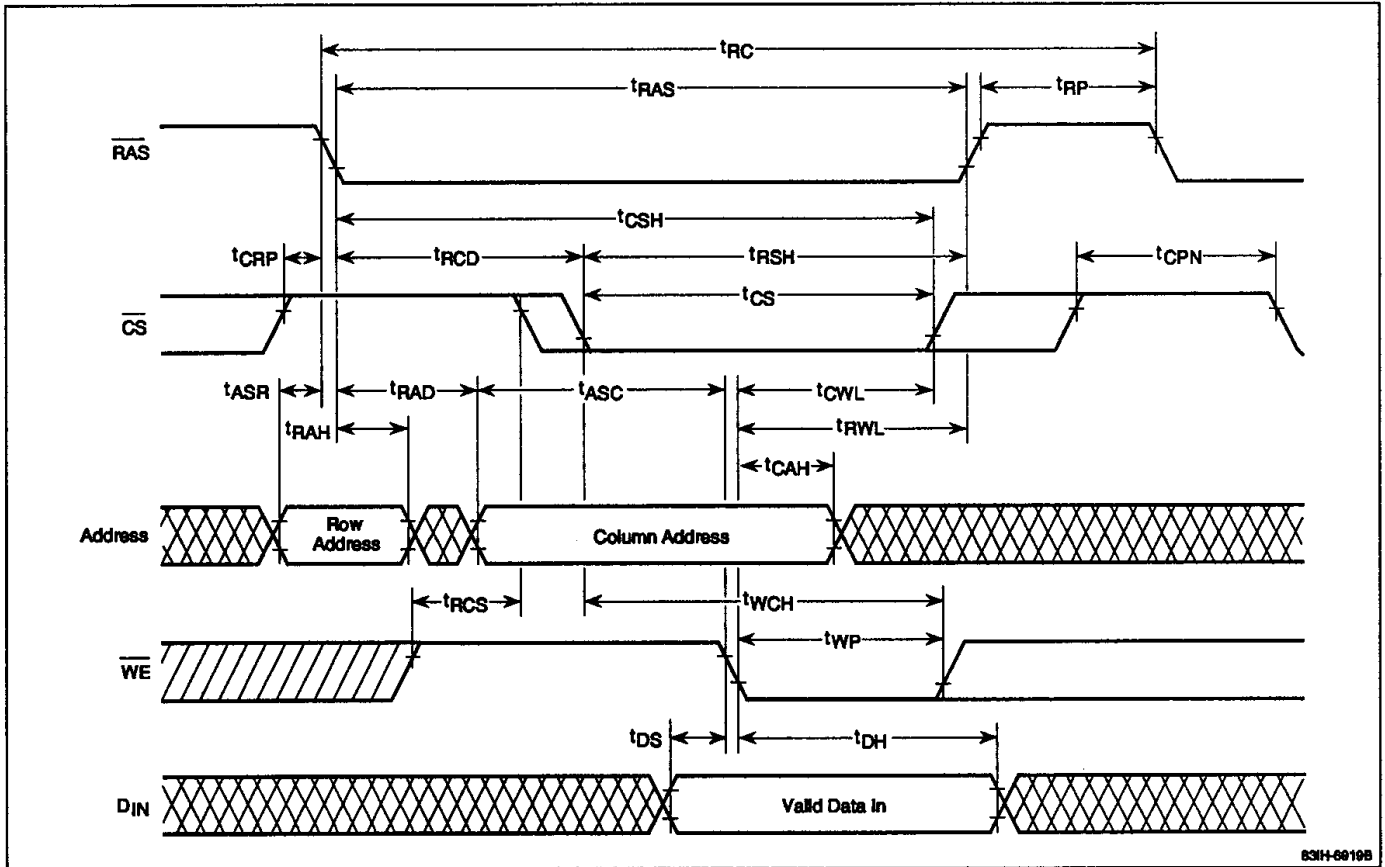 tRC
tRAS
tRP
RAS
tCSH
tCRP
tRCD
tRSH
tCPN
tCS
CS
tASR
tRAD
tASC
tCWL
tRAH
tRWL
tCAH
Address
Row
Address
Column Address
tRCS
tWCH
tWP
WE
tDS
tDH
DIN
Valid Data In
83IH-6919B